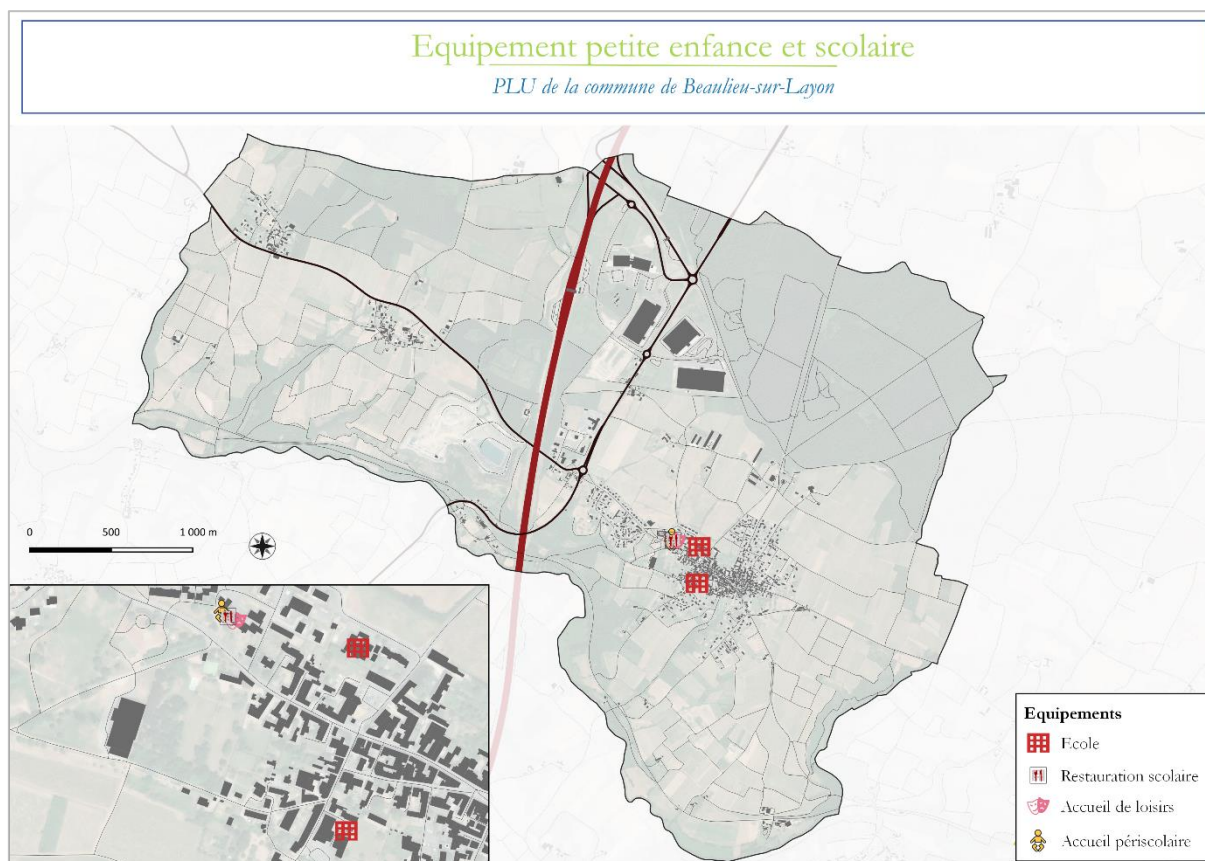 Equipement petite enfance et scolaire
PLU de la commune de Beaulieu-sur-Layon
0 500 1 000 m
Equipements
Ecole
Restauration scolaire
Accueil de loisirs
Accueil périscolaire